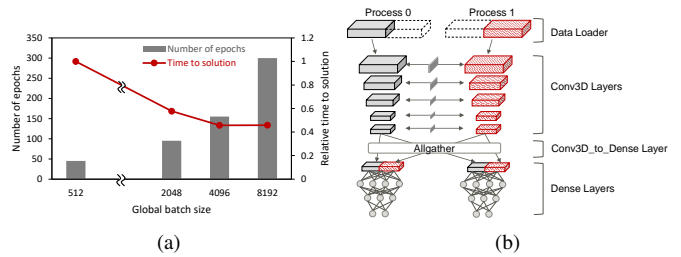 350
300
250
200
150
100
50
0
Number of epochs
Number of epochs
Time to solution
1.2
1
0.8
0.6
0.4
0.2
0
Relative time to solution
512
2048
4096
8192
Global batch size
(a)
Process 0
Process 1
Data Loader
Conv3D Layers
Allgather
Conv3D_to_Dense Layer
Dense Layers
(b)